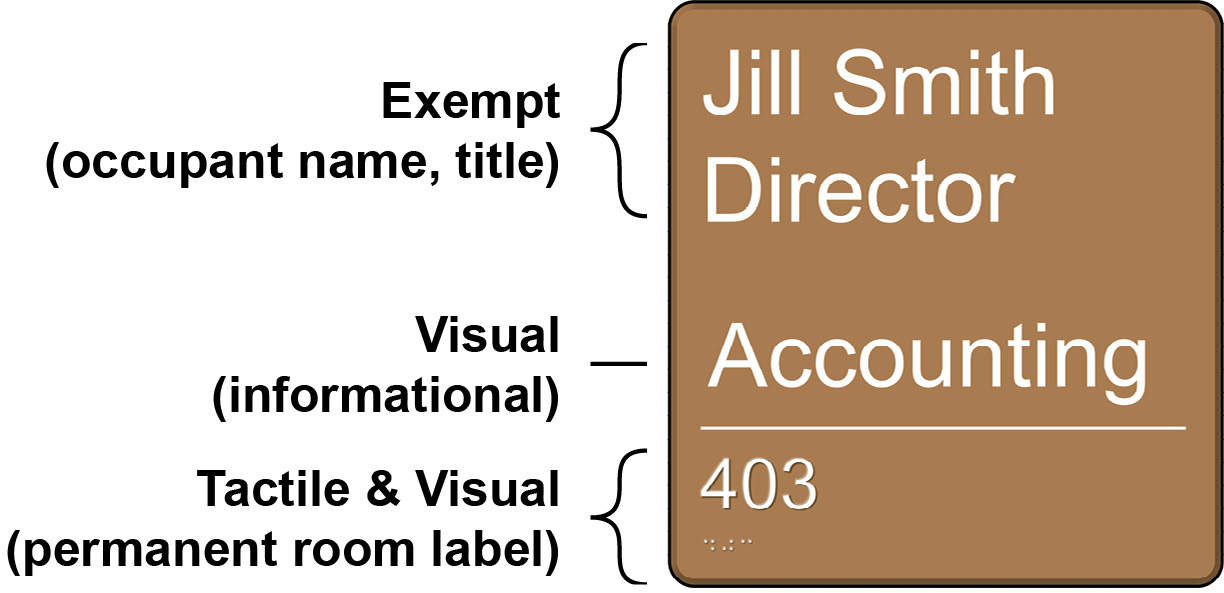 Exempt
(occupant name, title)
Visual
(informational)
Tactile & Visual
(permanent room label)
Jill Smith
Director
Accounting
403